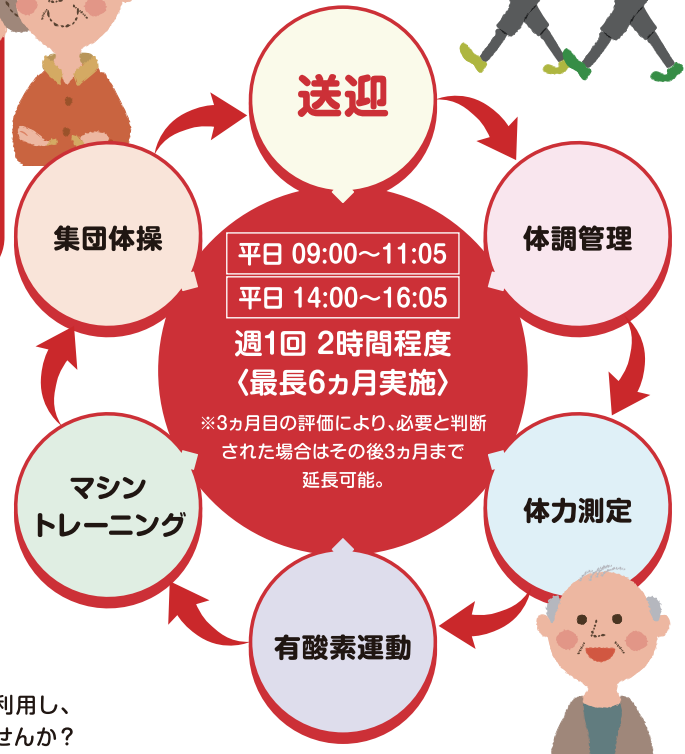 送迎
体調管理
体力測定
有酸素運動
マシン
トレーニング
集団体操
平日 09:00〜11:05
平日 14:00〜16:05
週1回 2時間程度
〈最長6ヵ月実施〉
※3ヵ月目の評価により、必要と判断
された場合はその後3ヵ月まで
延長可能。
利用し、
せんか？